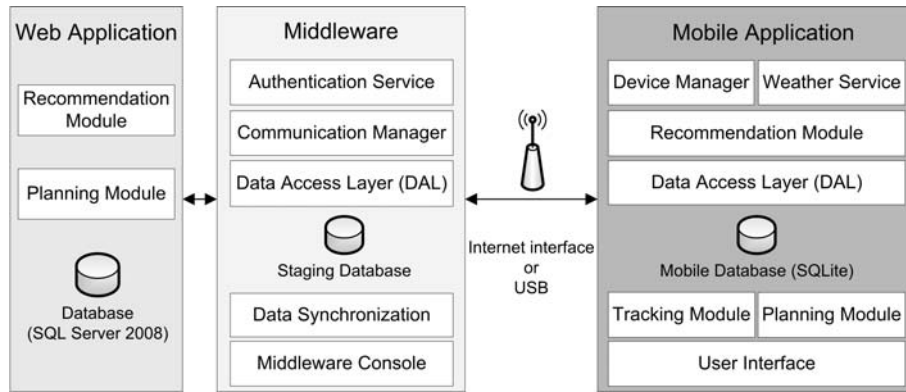 Web Application
Recommendation
Module
Planning Module
Database
(SQL Server 2008)
Middleware
Authentication Service
Communication Manager
Data Access Layer (DAL)
Staging Database
Data Synchronization
Middleware Console
Internet interface
or
USB
Mobile Application
Device Manager
Weather Service
Recommendation Module
Data Access Layer (DAL)
Mobile Database (SQLite)
Tracking Module
Planning Module
User Interface